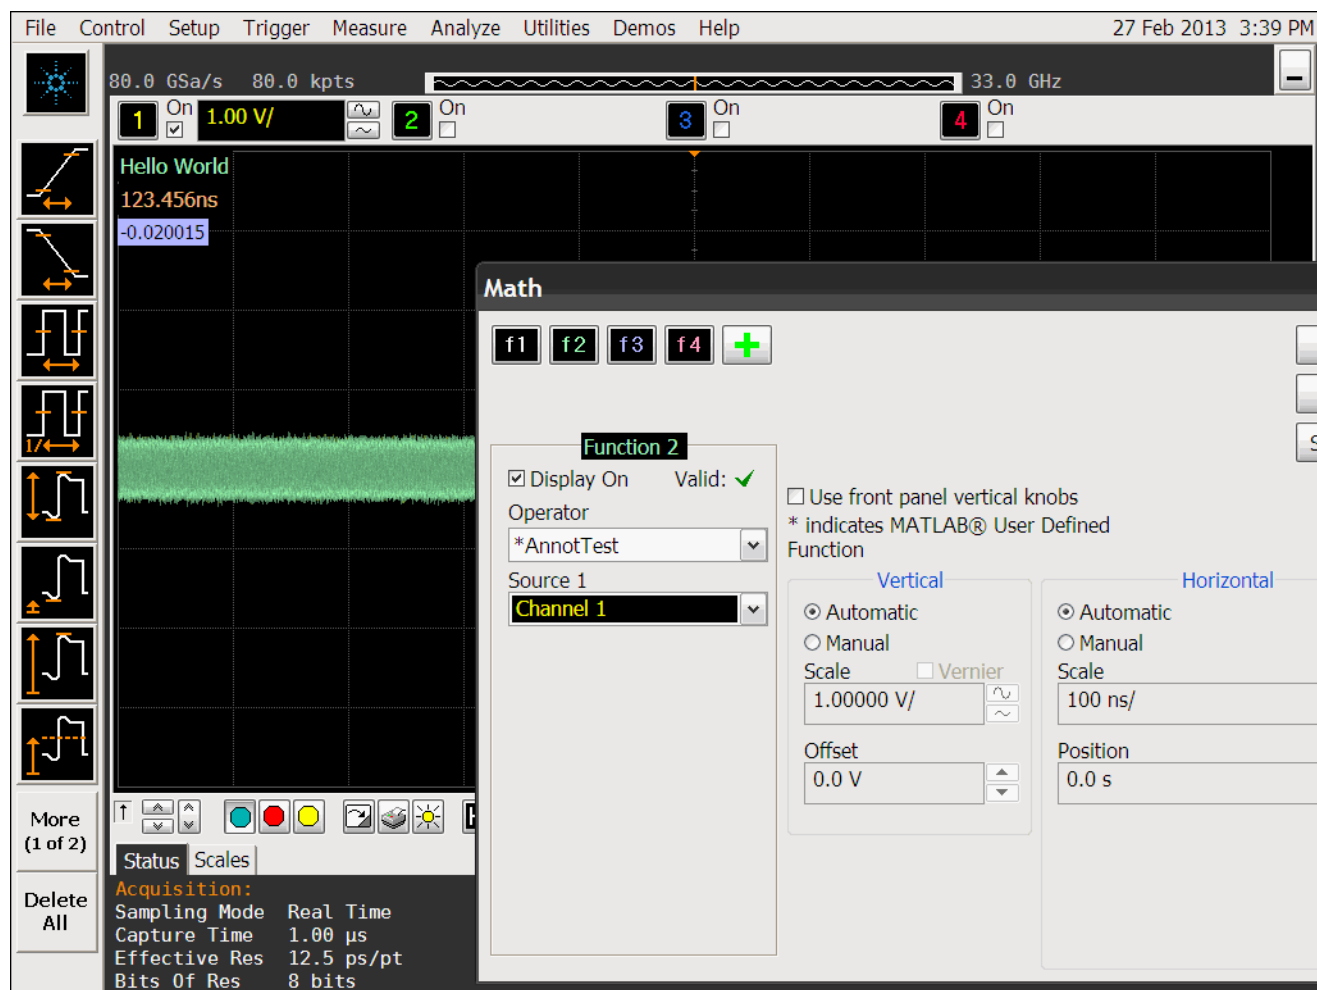 File Control Setup Trigger Measure Analyze Utilities Demos Help 27 Feb 2013 3:39 PM
80.0 GSa/s 80.0 kpts 33.0 GHz
1 On 1.00 V/ 2 On 3 On 4 On
Hello World
123.456ns
-0.020015
Math
f1 f2 f3 f4
Function 2
Display On Valid:
Operator
*AnnotTest
Source 1
Channel 1
Use front panel vertical knobs
* indicates MATLAB® User Defined
Function
Vertical
Automatic
Manual
Scale Vernier
1.00000 V/
Offset
0.0 V
Horizontal
Automatic
Manual
Scale
100 ns/
Position
0.0 s
1/
More
(1 of 2)
Delete
All
Status Scales
Acquisition:
Sampling Mode Real Time
Capture Time 1.00 µs
Effective Res 12.5 ps/pt
Bits Of Res 8 bits